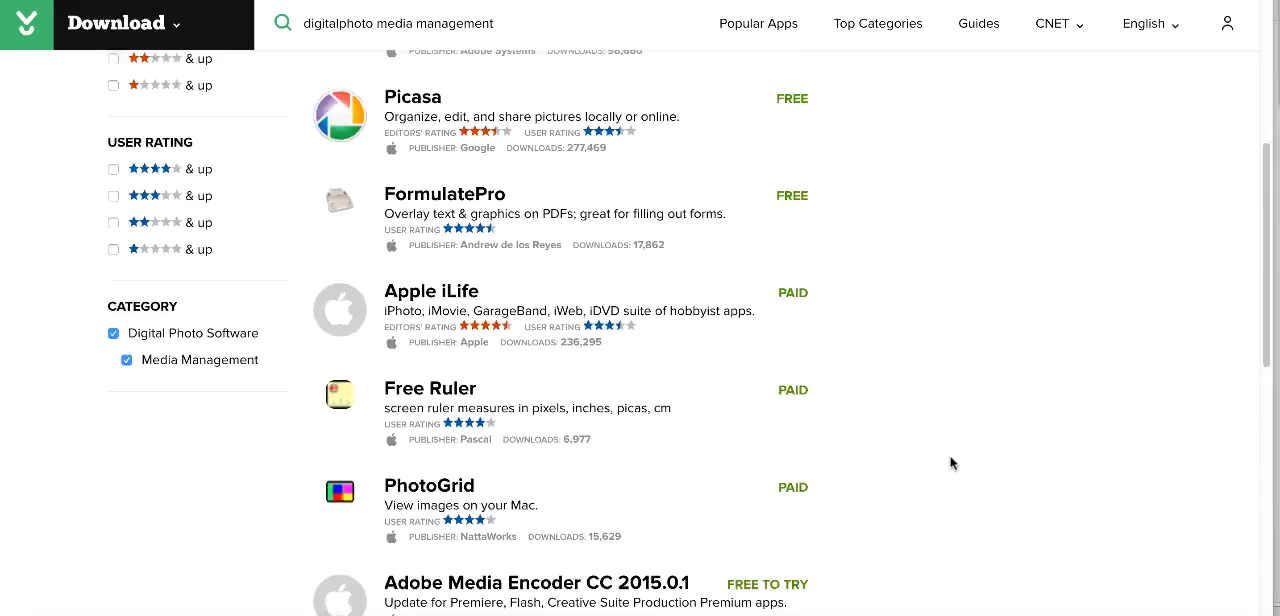 Download
digitalphoto media management
Popular Apps
Top Categories
Guides
CNET
English
& up
& up
USER RATING
& up
& up
& up
& up
CATEGORY
Digital Photo Software
Media Management
PUBLISHER: Adobe Systems DOWNLOADS: 58,660
Picasa FREE
Organize, edit, and share pictures locally or online.
EDITORS' RATING USER RATING
PUBLISHER: Google DOWNLOADS: 277,469
FormulatePro FREE
Overlay text & graphics on PDFs; great for filling out forms.
USER RATING
PUBLISHER: Andrew de los Reyes DOWNLOADS: 17,862
Apple iLife PAID
iPhoto, iMovie, GarageBand, iWeb, iDVD suite of hobbyist apps.
EDITORS' RATING USER RATING
PUBLISHER: Apple DOWNLOADS: 236,295
Free Ruler PAID
screen ruler measures in pixels, inches, picas, cm
USER RATING
PUBLISHER: Pascal DOWNLOADS: 6,977
PhotoGrid PAID
View images on your Mac.
USER RATING
PUBLISHER: NattaWorks DOWNLOADS: 15,629
Adobe Media Encoder CC 2015.0.1 FREE TO TRY
Update for Premiere, Flash, Creative Suite Production Premium apps.